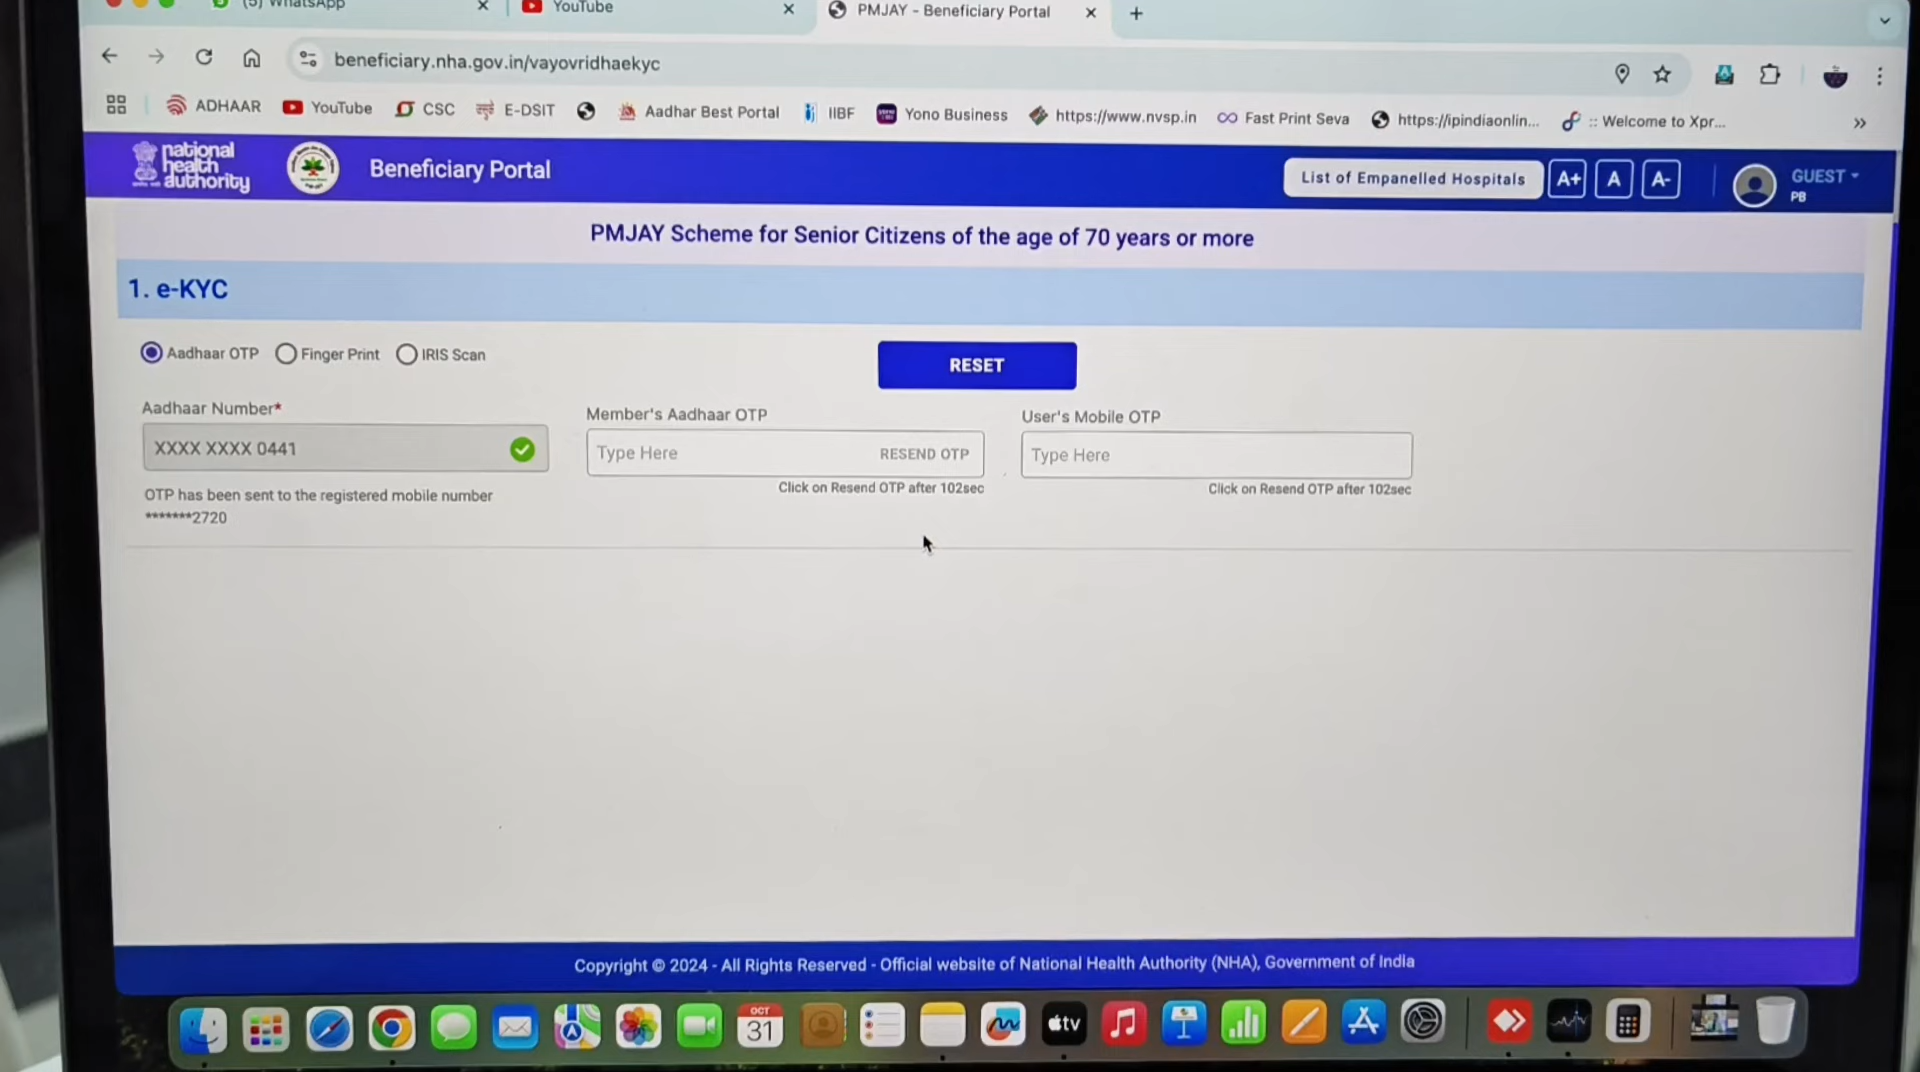 (5) WhatsApp
YouTube
PMJAY - Beneficiary Portal
beneficiary.nha.gov.in/vayovridhaekyc
ADHAAR
YouTube
CSC
E-DSIT
Aadhar Best Portal
IIBF
Yono Business
https://www.nvsp.in
Fast Print Seva
https://ipindiaonlin...
:: Welcome to Xpr...
national
health
authority
Beneficiary Portal
List of Empanelled Hospitals
A+
A
A-
GUEST
PB
PMJAY Scheme for Senior Citizens of the age of 70 years or more
1. e-KYC
Aadhaar OTP
Finger Print
IRIS Scan
RESET
Aadhaar Number*
Member's Aadhaar OTP
User's Mobile OTP
XXXX XXXX 0441
Type Here
RESEND OTP
Type Here
Click on Resend OTP after 102sec
Click on Resend OTP after 102sec
OTP has been sent to the registered mobile number
*******2720
Copyright © 2024 - All Rights Reserved - Official website of National Health Authority (NHA), Government of India
OCT
31
tv